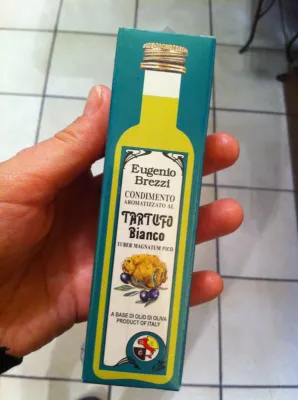 Eugenio
Brezzi
CONDIMENTO
AROMATIZZATO AL
TARTUFO
Bianco
TUBER MAGNATUM PICO
A BASE DI OLIO DI OLIVA
PRODUCT OF ITALY